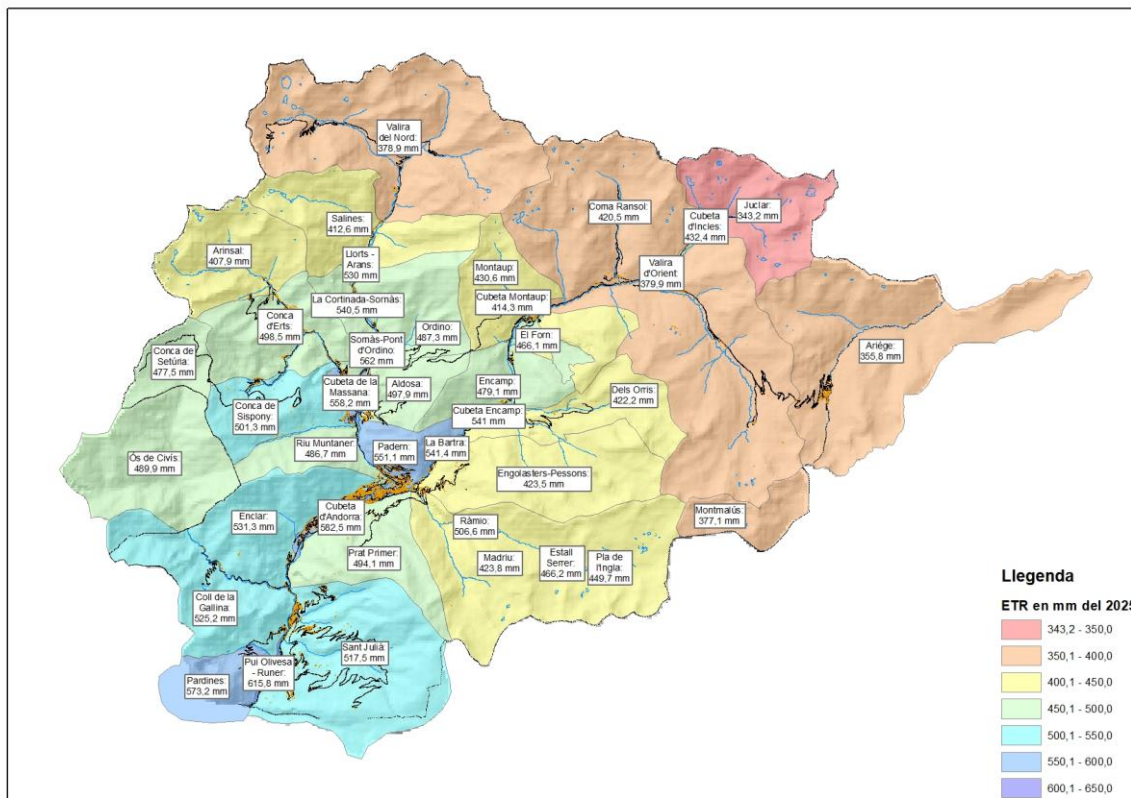 Valira
del Nord:
378,9 mm
Coma Ransol:
420,5 mm
Juclar:
343,2 mm
Cubeta
d'Incles:
432,4 mm
Salines:
412,6 mm
Arinsal:
407,9 mm
Llorts -
Arans:
530 mm
Montaup:
430,6 mm
Valira
d'Orient:
379,9 mm
La Cortinada-Sornàs:
540,5 mm
Cubeta Montaup:
414,3 mm
Conca
d'Erts:
498,5 mm
Ordino:
487,3 mm
El Forn:
466,1 mm
Sornàs-Pont
d'Ordino:
562 mm
Ariége:
355,8 mm
Conca de
Setúria:
477,5 mm
Cubeta de la
Massana:
558,2 mm
Aldosa:
497,9 mm
Encamp:
479,1 mm
Dels Orris:
422,2 mm
Conca de
Sispony:
501,3 mm
Cubeta Encamp:
541 mm
Riu Muntaner:
486,7 mm
Padern:
551,1 mm
La Bartra:
541,4 mm
Òs de Civís:
489,9 mm
Engolasters-Pessons:
423,5 mm
Enclar:
531,3 mm
Cubeta
d'Andorra:
582,5 mm
Ràmio:
506,6 mm
Montmalús:
377,1 mm
Prat Primer:
494,1 mm
Madriu:
423,8 mm
Estall
Serrer:
466,2 mm
Pla de
l'Ingla:
449,7 mm
Coll de la
Gallina:
525,2 mm
Sant Julià:
517,5 mm
Pui Olivesa
- Runer:
615,8 mm
Pardines:
573,2 mm
Llegenda
ETR en mm del 2025
343,2 - 350,0
350,1 - 400,0
400,1 - 450,0
450,1 - 500,0
500,1 - 550,0
550,1 - 600,0
600,1 - 650,0